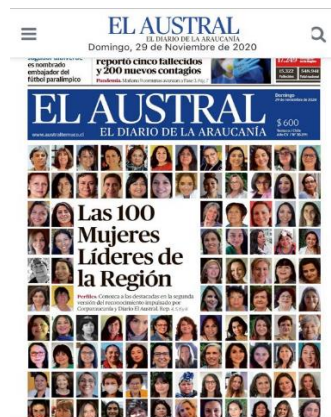 EL AUSTRAL
EL DIARIO DE LA ARAUCANÍA
Domingo, 29 de Noviembre de 2020
es nombrado
embajador del
fútbol paralímpico
reportó cinco fallecidos
y 200 nuevos contagios
EL AUSTRAL
EL DIARIO DE LA ARAUCANÍA
www.australtemuco.cl
Domingo
29 de noviembre de 2020
$ 600
Las 100
Mujeres
Líderes de
la Región
Perfiles. Conozca a las destacadas en la segunda
versión del reconocimiento impulsado por
Corparaucanía y Diario El Austral.